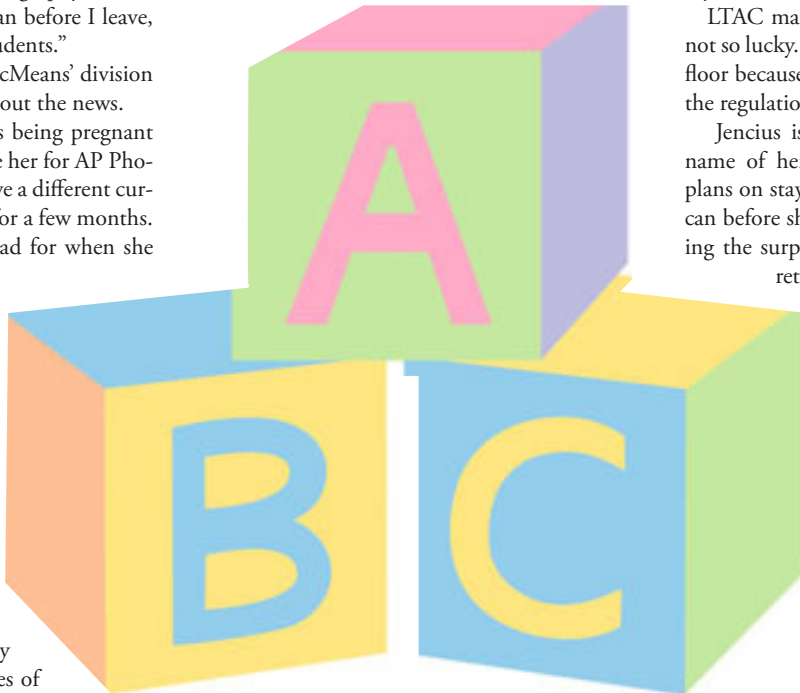 an before I leave,
udents.”
cMeans’ division
out the news.
s being pregnant
e her for AP Pho-
ve a different cur-
for a few months.
ad for when she
y
es of
A
B
C
LTAC ma
not so lucky.
floor because
the regulatio
Jencius is
name of her
plans on stay
can before sh
ing the surp
ret